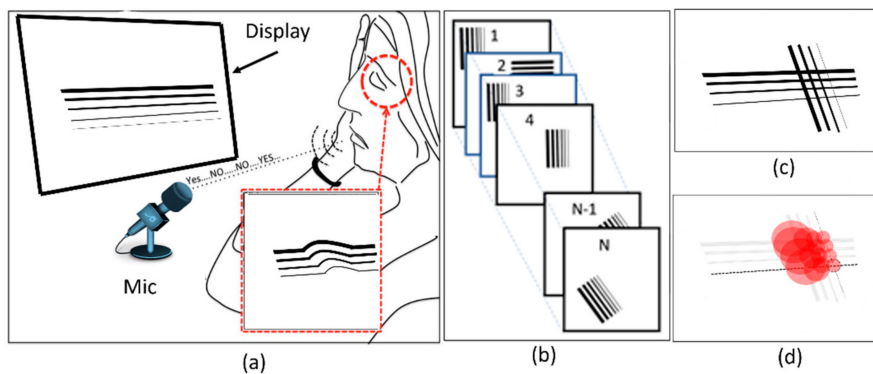 Display
Yes....NO.....NO....YES...
Mic
(a)
1
2
3
4
N-1
N
(b)
(c)
(d)